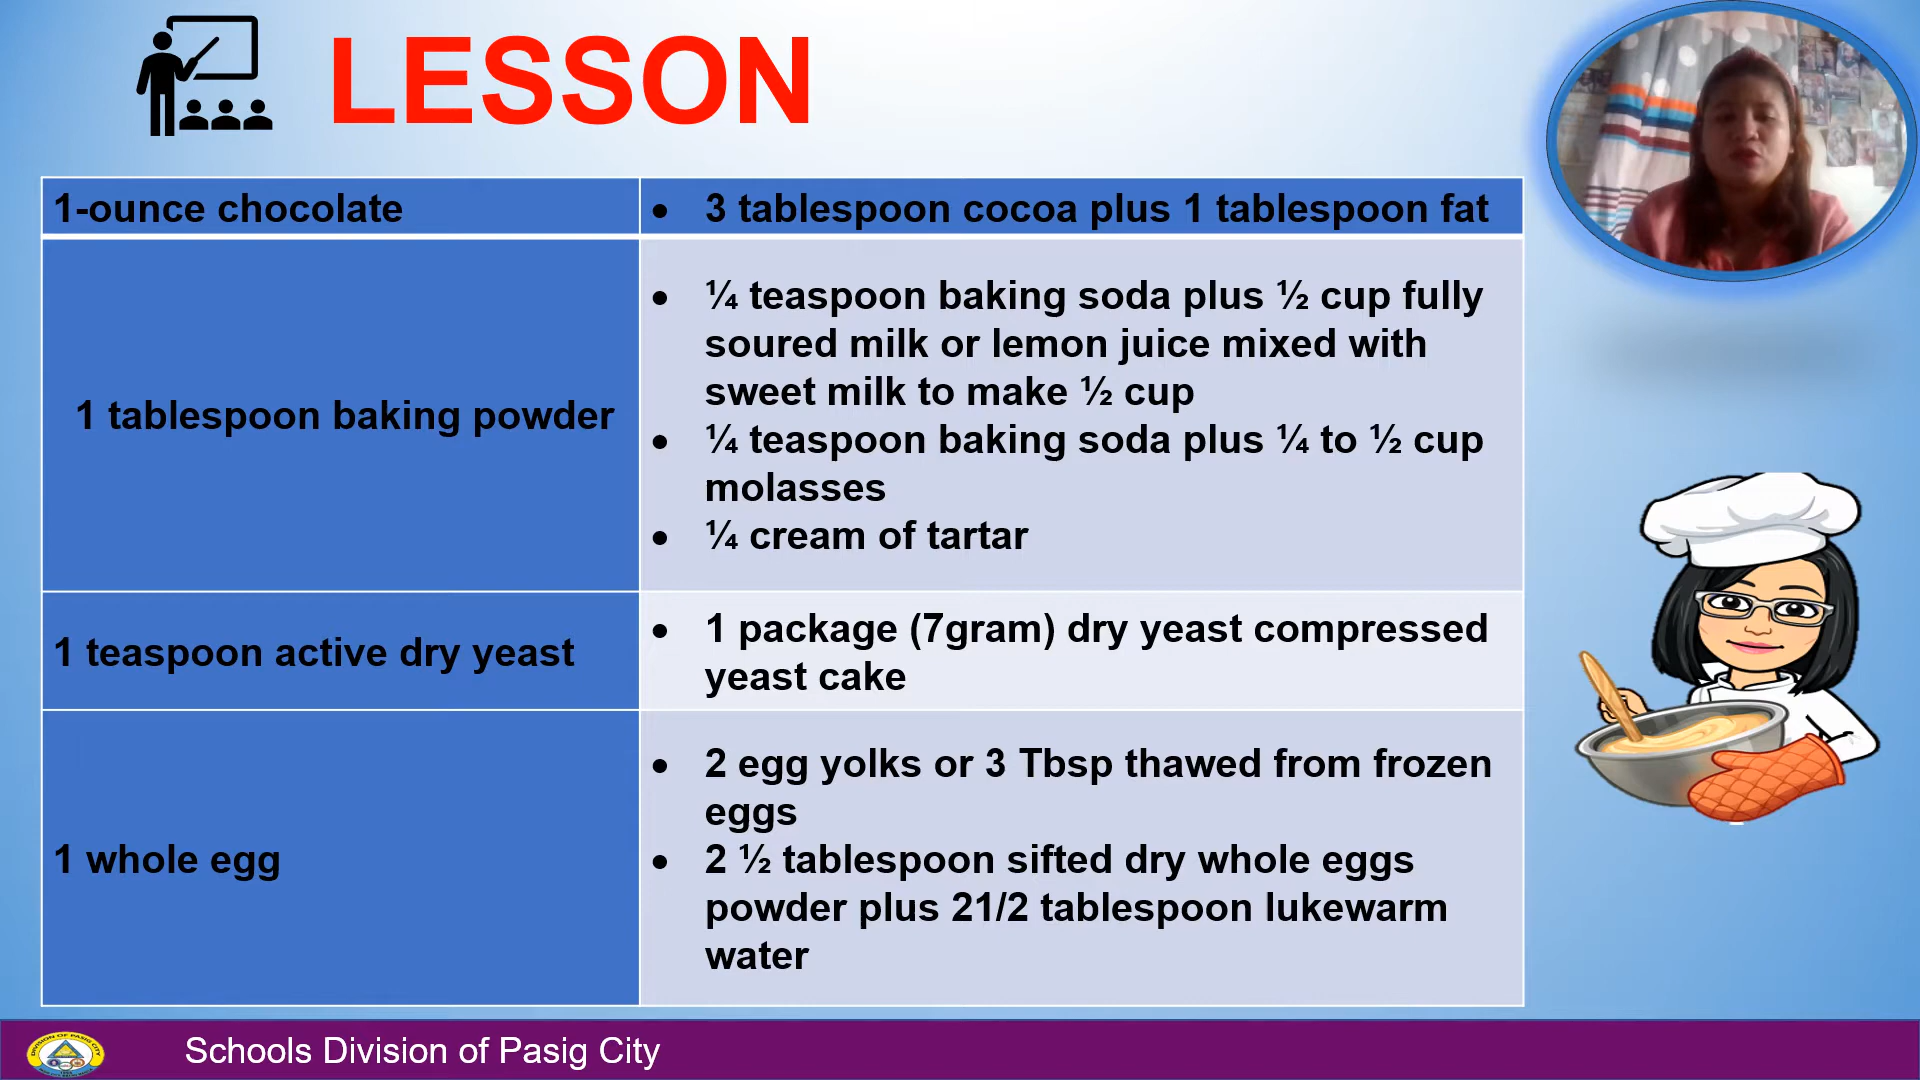 LESSON
1-ounce chocolate
• 3 tablespoon cocoa plus 1 tablespoon fat
1 tablespoon baking powder
• ¼ teaspoon baking soda plus ½ cup fully
soured milk or lemon juice mixed with
sweet milk to make ½ cup
• ¼ teaspoon baking soda plus ¼ to ½ cup
molasses
• ¼ cream of tartar
1 teaspoon active dry yeast
• 1 package (7gram) dry yeast compressed
yeast cake
1 whole egg
• 2 egg yolks or 3 Tbsp thawed from frozen
eggs
• 2 ½ tablespoon sifted dry whole eggs
powder plus 21/2 tablespoon lukewarm
water
DIVISION OF PASIG CITY
Schools Division of Pasig City